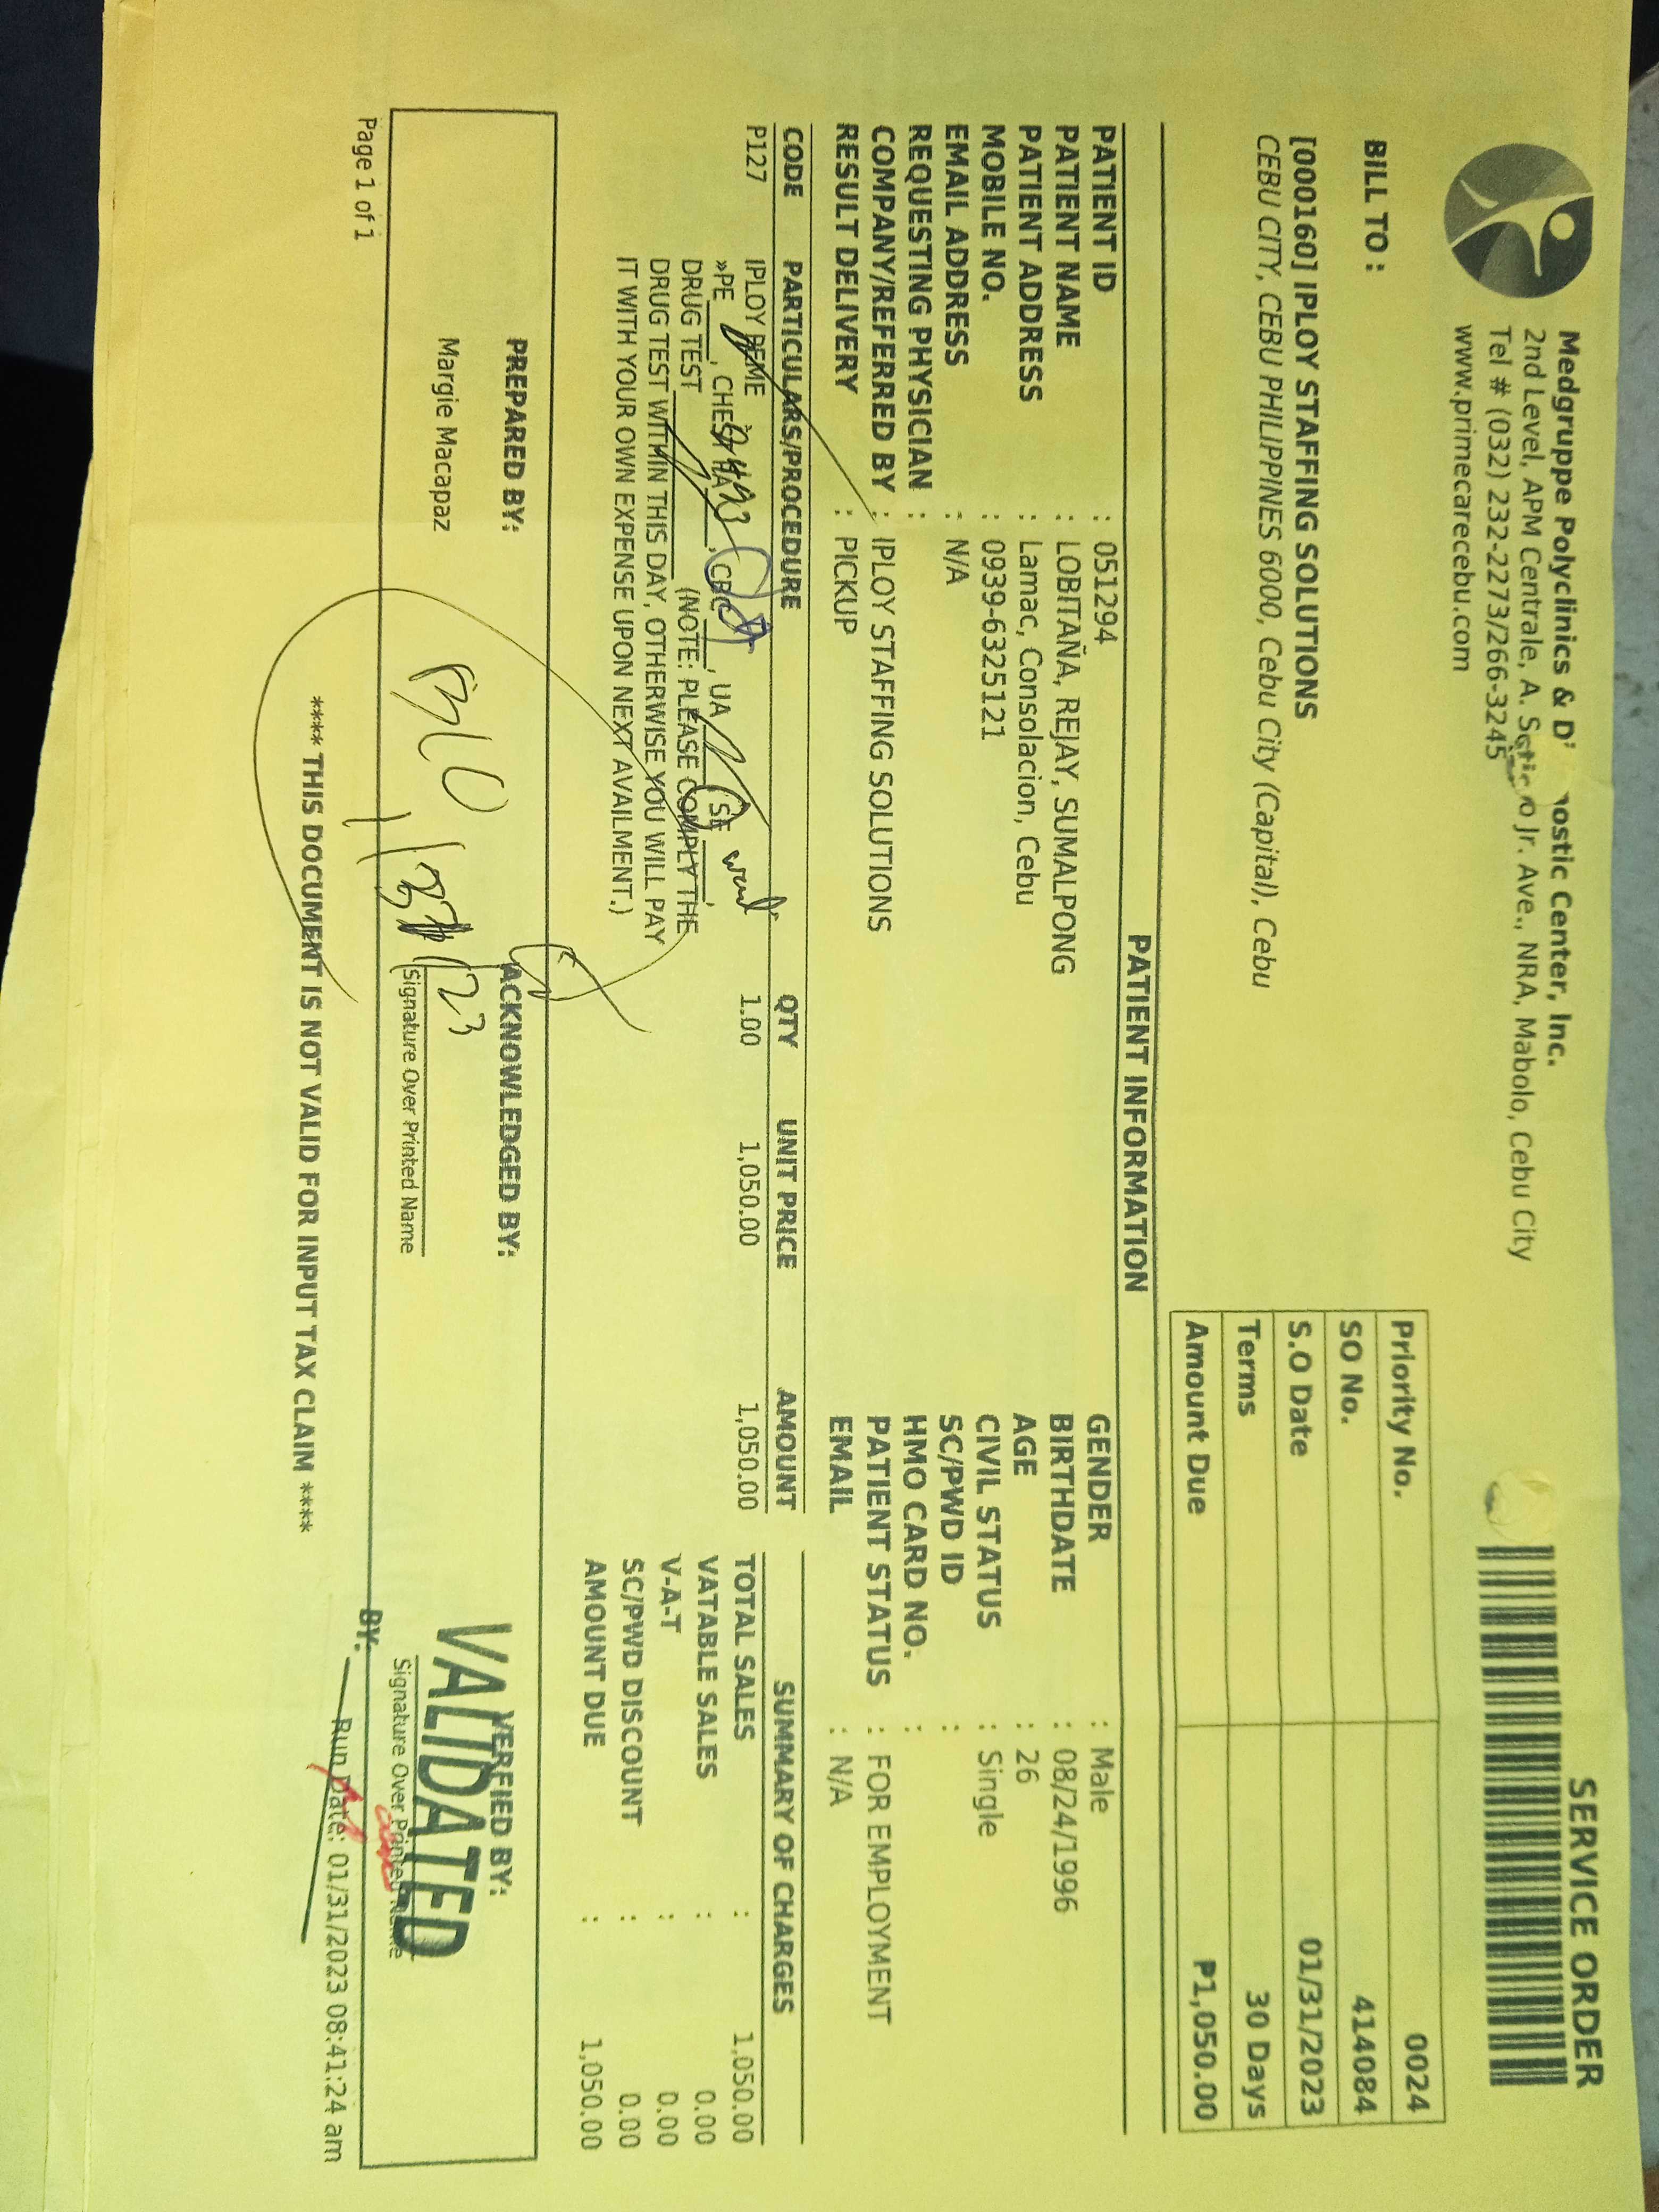 Medgruppe Polyclinics & Di nostic Center, Inc.
2nd Level, APM Centrale, A. Jr. Ave., NRA, Mabolo, Cebu City
Tel # (032) 232-2273/266-3245
www.primecarecebu.com
SERVICE ORDER
BILL TO :
[000160] IPLOY STAFFING SOLUTIONS
CEBU CITY, CEBU PHILIPPINES 6000, Cebu City (Capital), Cebu
Priority No. 0024
SO No. 414084
S.O Date 01/31/2023
Terms 30 Days
Amount Due ₱1,050.00
PATIENT INFORMATION
PATIENT ID : 051294
PATIENT NAME : LOBITAÑA, REJAY, SUMALPONG
PATIENT ADDRESS : Lamac, Consolacion, Cebu
MOBILE NO. : 0939-6325121
EMAIL ADDRESS : N/A
REQUESTING PHYSICIAN :
COMPANY/REFERRED BY : IPLOY STAFFING SOLUTIONS
RESULT DELIVERY : PICKUP
GENDER : Male
BIRTHDATE : 08/24/1996
AGE : 26
CIVIL STATUS : Single
SC/PWD ID :
HMO CARD NO. :
PATIENT STATUS : FOR EMPLOYMENT
EMAIL : N/A
CODE PARTICULARS/PROCEDURE QTY UNIT PRICE AMOUNT
P127 IPLOY PEME 1.00 1,050.00 1,050.00
»PE____, CHEST ____, CBC____, UA____, SE____,
DRUG TEST____ (NOTE: PLEASE COMPLY THE
DRUG TEST WITHIN THIS DAY, OTHERWISE YOU WILL PAY
IT WITH YOUR OWN EXPENSE UPON NEXT AVAILMENT.)
SUMMARY OF CHARGES
TOTAL SALES : 1,050.00
VATABLE SALES : 0.00
V-A-T : 0.00
SC/PWD DISCOUNT : 0.00
AMOUNT DUE : 1,050.00
PREPARED BY:
Margie Macapaz
ACKNOWLEDGED BY:
Signature Over Printed Name
VERFIED BY:
VALIDATED
Signature Over Printed Name
BY:
Page 1 of 1
**** THIS DOCUMENT IS NOT VALID FOR INPUT TAX CLAIM ****
Run Date: 01/31/2023 08:41:24 am